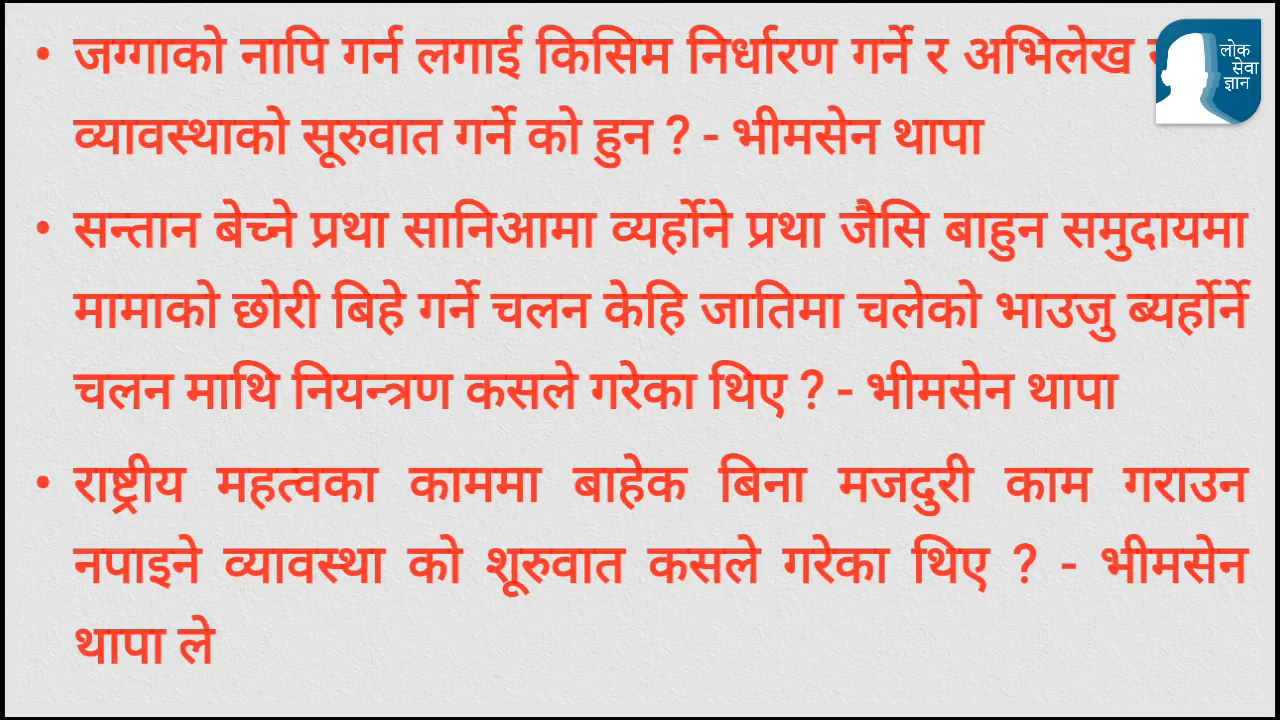 • जग्गाको नापि गर्न लगाई किसिम निर्धारण गर्ने र अभिलेख
व्यावस्थाको सूरुवात गर्ने को हुन ? - भीमसेन थापा
• सन्तान बेच्ने प्रथा सानिआमा व्यर्होने प्रथा जैसि बाहुन समुदायमा
मामाको छोरी बिहे गर्ने चलन केहि जातिमा चलेको भाउजु ब्यर्होर्ने
चलन माथि नियन्त्रण कसले गरेका थिए ? - भीमसेन थापा
• राष्ट्रीय महत्वका काममा बाहेक बिना मजदुरी काम गराउन
नपाइने व्यावस्था को शूरुवात कसले गरेका थिए ? - भीमसेन
थापा ले
लोक
सेवा
ज्ञान